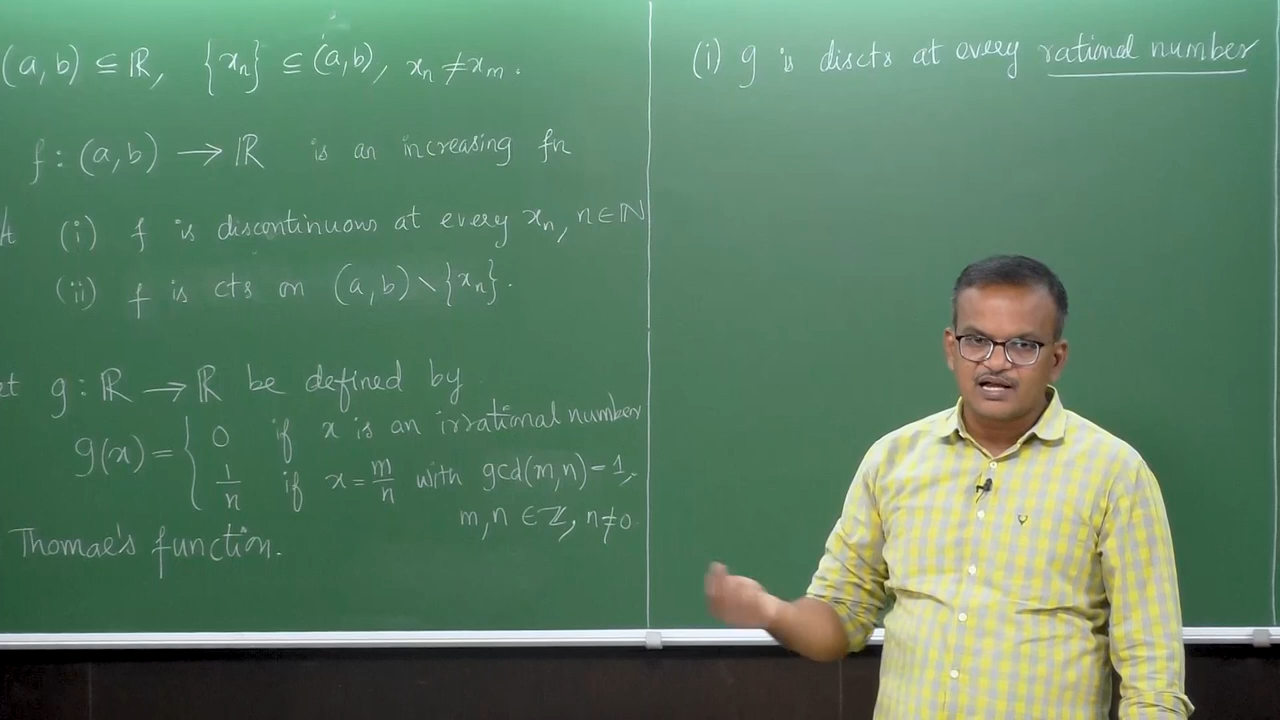 (a, b) ⊆ ℝ, {xₙ} ⊆ (a, b), xₙ ≠ xₘ.
f : (a, b) → ℝ is an increasing fn
(i) f is discontinuous at every xₙ, n ∈ ℕ
(ii) f is cts on (a, b) \ {xₙ}.
et g : ℝ → ℝ be defined by
g(x) = { 0 if x is an irrational number
1/n if x = m/n with gcd(m, n) = 1,
m, n ∈ ℤ, n ≠ 0.
Thomae's function.
(i) g is discts at every rational number